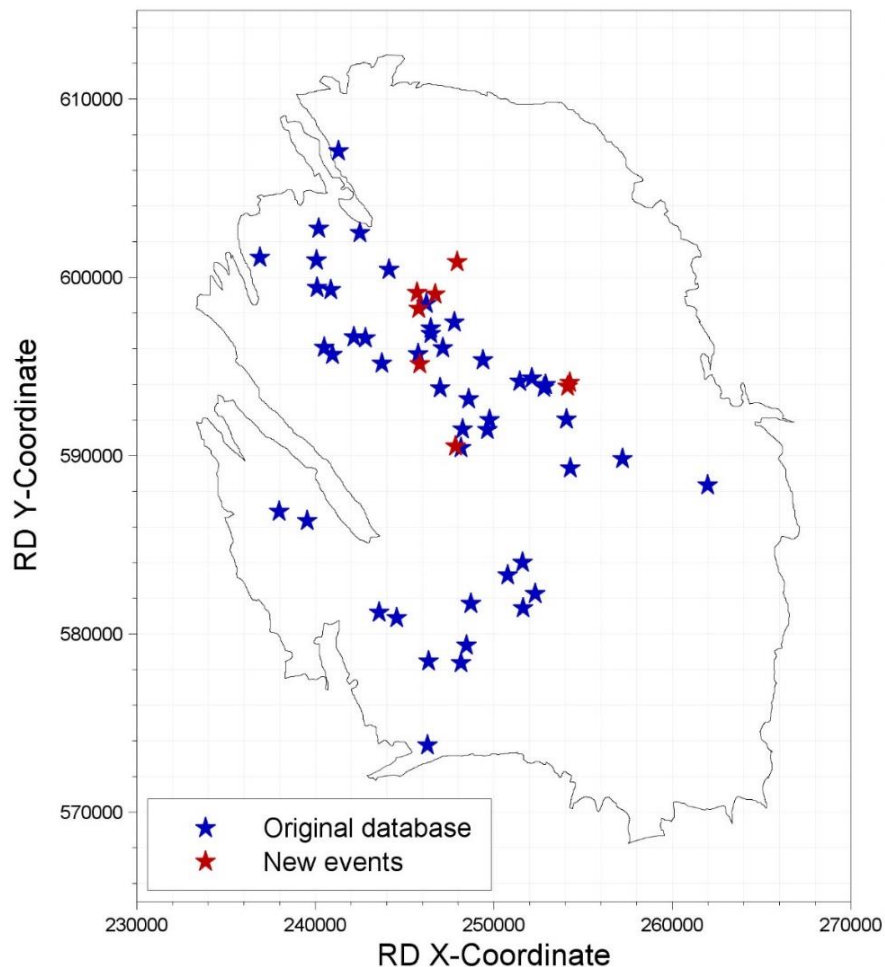 610000
600000
590000
580000
570000
RD Y-Coordinate
Original database
New events
230000 240000 250000 260000 270000
RD X-Coordinate